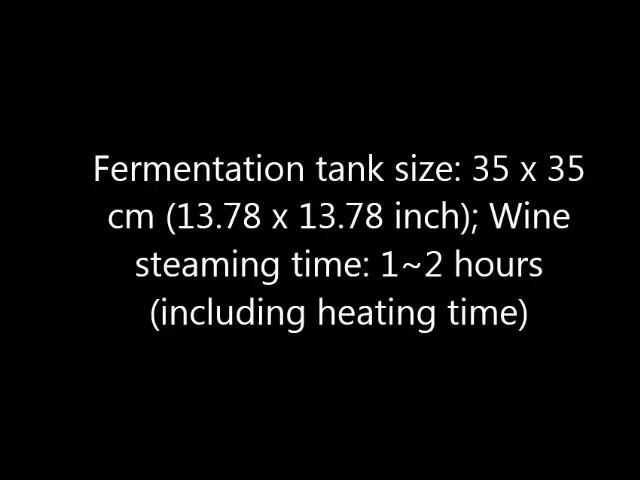 Fermentation tank size: 35 x 35
cm (13.78 x 13.78 inch); Wine
steaming time: 1~2 hours
(including heating time)